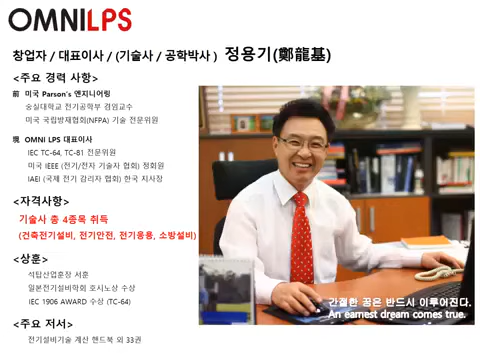 OMNILPS
창업자 / 대표이사 / (기술사 / 공학박사 ) 정용기(鄭龍基)
<주요 경력 사항>
前 미국 Parson's 엔지니어링
숭실대학교 전기공학부 겸임교수
미국 국립방재협회(NFPA) 기술 전문위원
現 OMNI LPS 대표이사
IEC TC-64, TC-81 전문위원
미국 IEEE (전기/전자 기술자 협회) 정회원
IAEI (국제 전기 감리자 협회) 한국 지사장
<자격사항>
기술사 총 4종목 취득
(건축전기설비, 전기안전, 전기응용, 소방설비)
<상훈>
석탑산업훈장 서훈
일본전기설비학회 호시노상 수상
IEC 1906 AWARD 수상 (TC-64)
<주요 저서>
전기설비기술 계산 핸드북 외 33권
간절한 꿈은 반드시 이루어진다.
An earnest dream comes true.